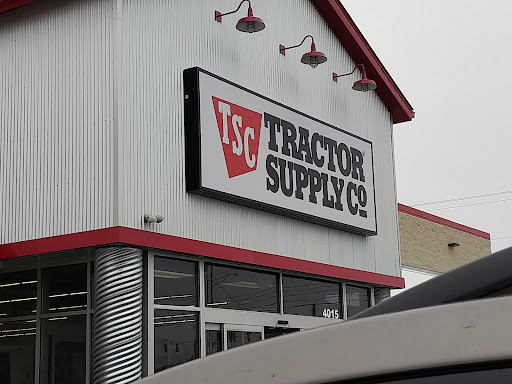 TSC
TRACTOR
SUPPLY CO
4015